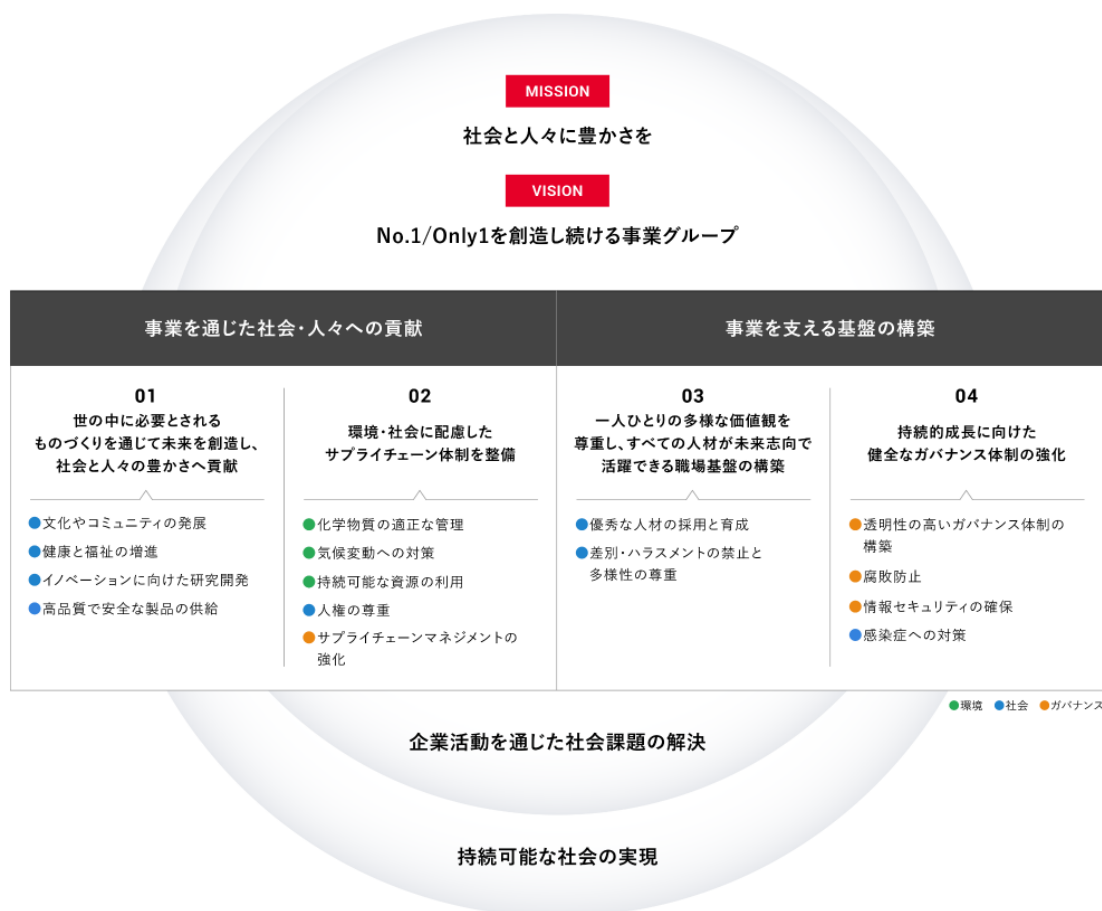 MISSION
社会と人々に豊かさを
VISION
No.1/Only1を創造し続ける事業グループ
事業を通じた社会・人々への貢献
事業を支える基盤の構築
01
世の中に必要とされる
ものづくりを通じて未来を創造し、
社会と人々の豊かさへ貢献
●文化やコミュニティの発展
●健康と福祉の増進
●イノベーションに向けた研究開発
●高品質で安全な製品の供給
02
環境・社会に配慮した
サプライチェーン体制を整備
●化学物質の適正な管理
●気候変動への対策
●持続可能な資源の利用
●人権の尊重
●サプライチェーンマネジメントの
強化
03
一人ひとりの多様な価値観を
尊重し、すべての人材が未来志向で
活躍できる職場基盤の構築
●優秀な人材の採用と育成
●差別・ハラスメントの禁止と
多様性の尊重
04
持続的成長に向けた
健全なガバナンス体制の強化
●透明性の高いガバナンス体制の
構築
●腐敗防止
●情報セキュリティの確保
●感染症への対策
●環境 ●社会 ●ガバナンス
企業活動を通じた社会課題の解決
持続可能な社会の実現